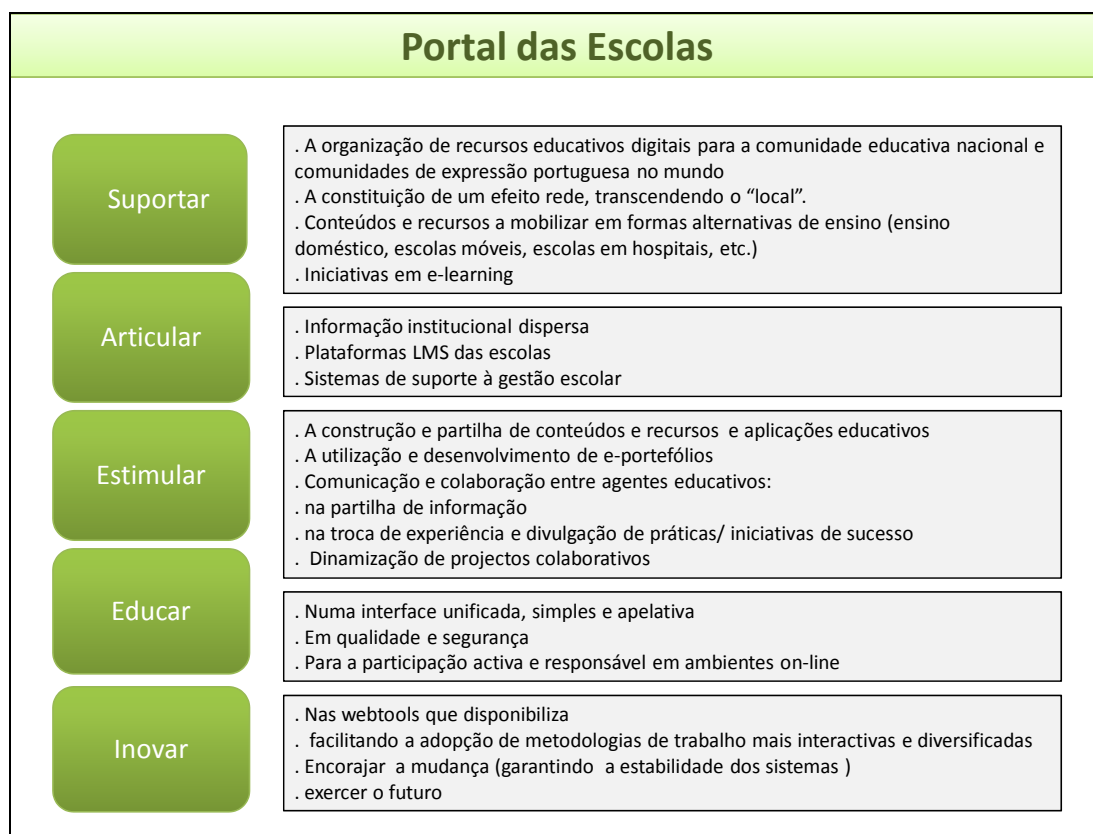 Portal das Escolas
Suportar
. A organização de recursos educativos digitais para a comunidade educativa nacional e
comunidades de expressão portuguesa no mundo
. A constituição de um efeito rede, transcendendo o “local”.
. Conteúdos e recursos a mobilizar em formas alternativas de ensino (ensino
doméstico, escolas móveis, escolas em hospitais, etc.)
. Iniciativas em e-learning
Articular
. Informação institucional dispersa
. Plataformas LMS das escolas
. Sistemas de suporte à gestão escolar
Estimular
. A construção e partilha de conteúdos e recursos e aplicações educativos
. A utilização e desenvolvimento de e-portefólios
. Comunicação e colaboração entre agentes educativos:
. na partilha de informação
. na troca de experiência e divulgação de práticas/ iniciativas de sucesso
. Dinamização de projectos colaborativos
Educar
. Numa interface unificada, simples e apelativa
. Em qualidade e segurança
. Para a participação activa e responsável em ambientes on-line
Inovar
. Nas webtools que disponibiliza
. facilitando a adopção de metodologias de trabalho mais interactivas e diversificadas
. Encorajar a mudança (garantindo a estabilidade dos sistemas )
. exercer o futuro